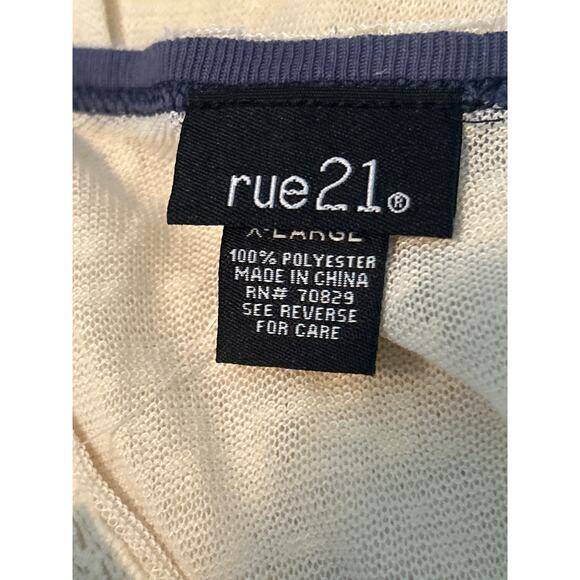 rue21®
X-LARGE
100% POLYESTER
MADE IN CHINA
RN# 70829
SEE REVERSE
FOR CARE